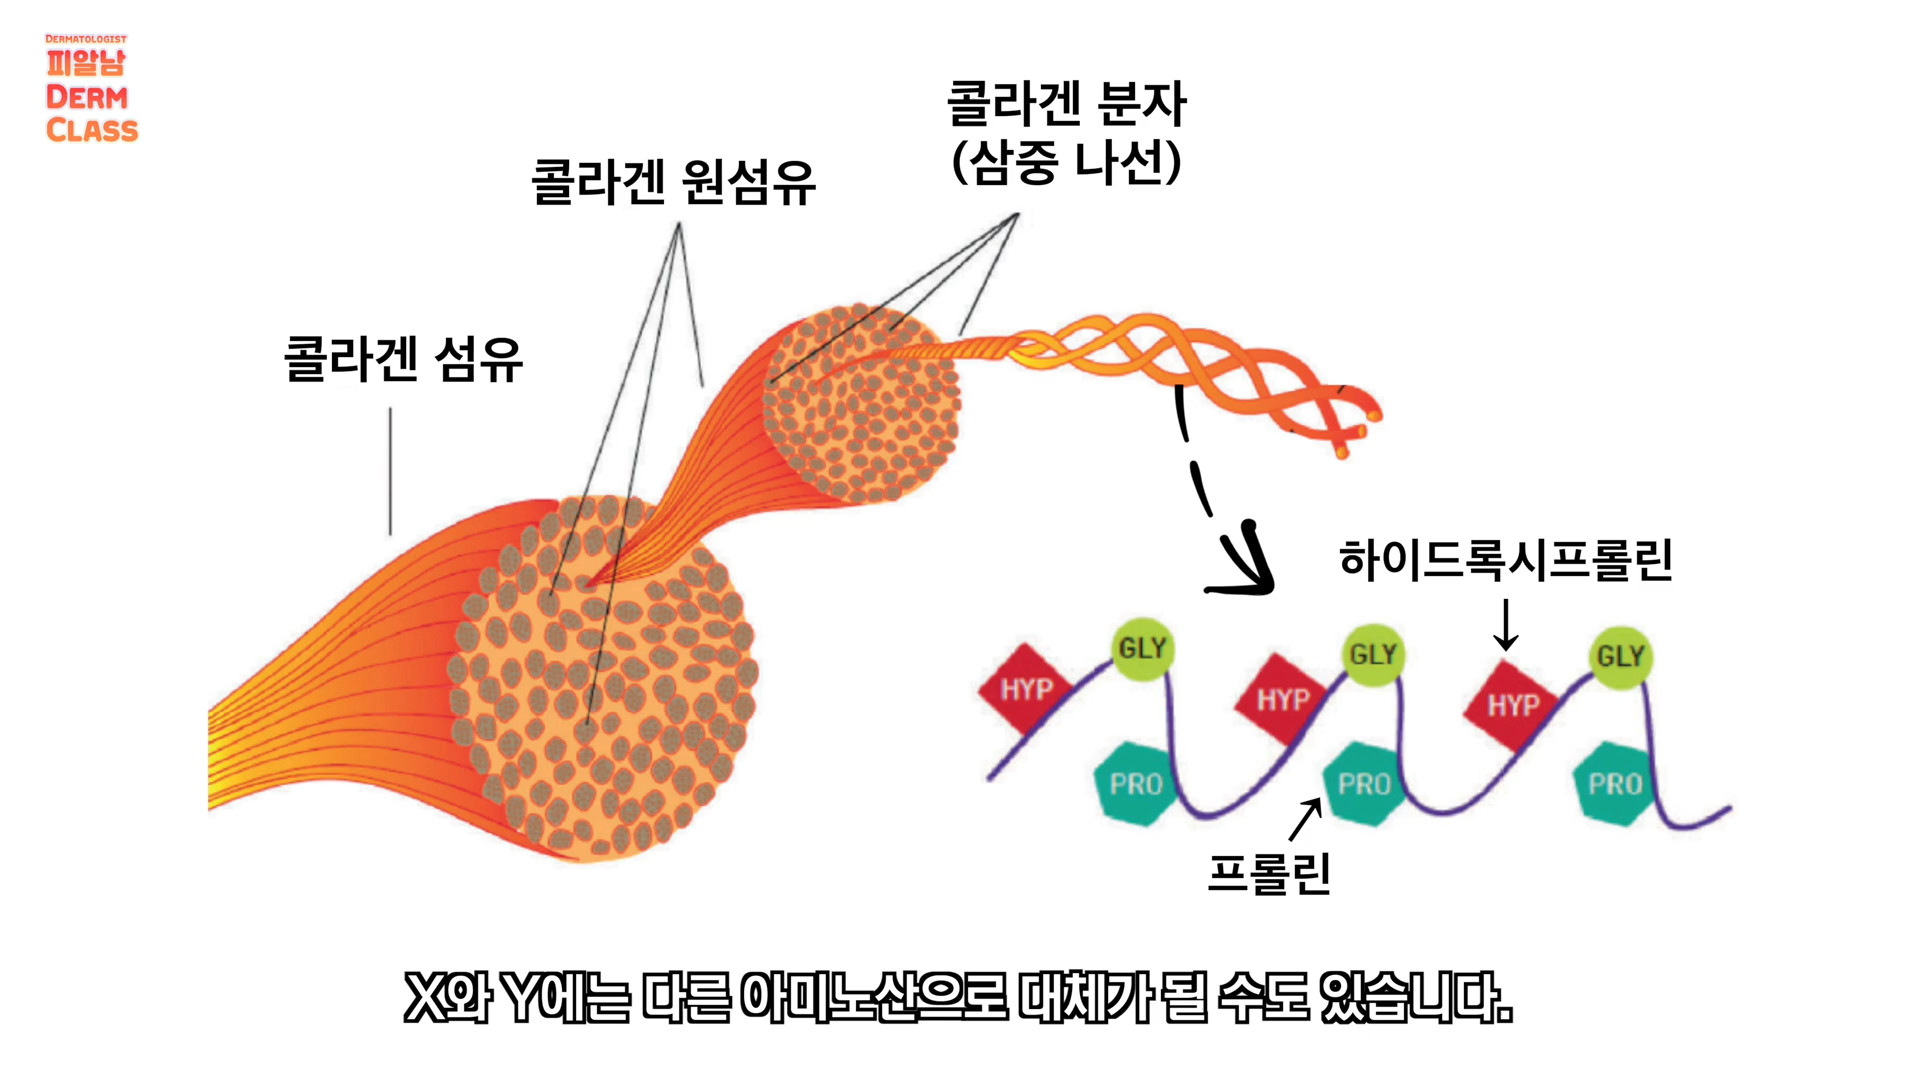 DERMATOLOGIST
피알남
DERM
CLASS
콜라겐 분자
(삼중 나선)
콜라겐 원섬유
콜라겐 섬유
하이드록시프롤린
HYP
GLY
HYP
GLY
HYP
GLY
PRO
PRO
PRO
프롤린
X와 Y에는 다른 아미노산으로 대체가 될 수도 있습니다.